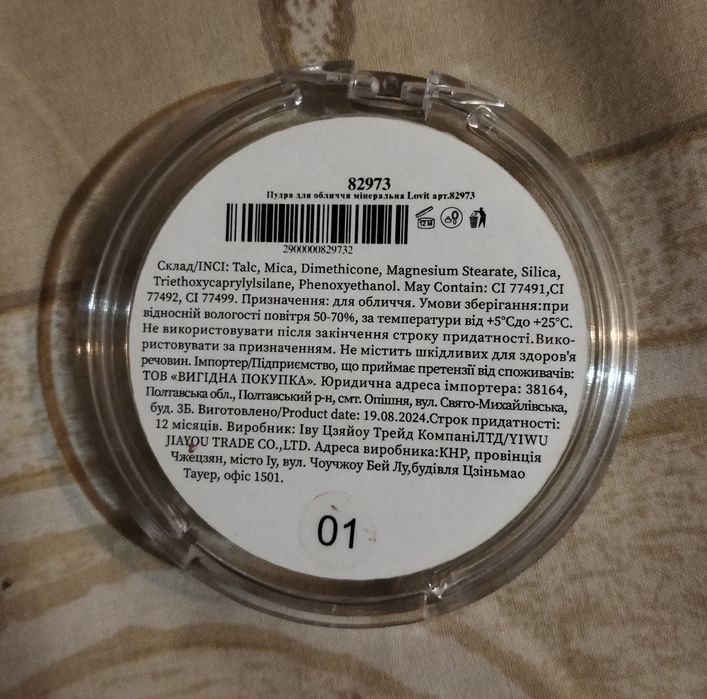 82973
Пудра для обличчя мінеральна Lovit арт.82973
12 M
2900000829732
Склад/INCI: Talc, Mica, Dimethicone, Magnesium Stearate, Silica,
Triethoxycaprylylsilane, Phenoxyethanol. May Contain: CI 77491,CI
77492, CI 77499. Призначення: для обличчя. Умови зберігання:при
відносній вологості повітря 50-70%, за температури від +5°Сдо +25°С.
Не використовувати після закінчення строку придатності.Вико-
ристовувати за призначенням. Не містить шкідливих для здоров'я
речовин. Імпортер/Підприємство, що приймає претензії від споживачів:
ТОВ «ВИГІДНА ПОКУПКА». Юридична адреса імпортера: 38164,
Полтавська обл., Полтавський р-н, смт. Опішня, вул. Свято-Михайлівська,
буд. 3Б. Виготовлено/Product date: 19.08.2024.Строк придатності:
12 місяців. Виробник: Іву Цзяйоу Трейд КомпаніЛТД/YIWU
JIAYOU TRADE CO.,LTD. Адреса виробника:КНР, провінція
Чжецзян, місто Іу, вул. Чоучжоу Бей Лу,будівля Цзіньмао
Тауер, офіс 1501.
01